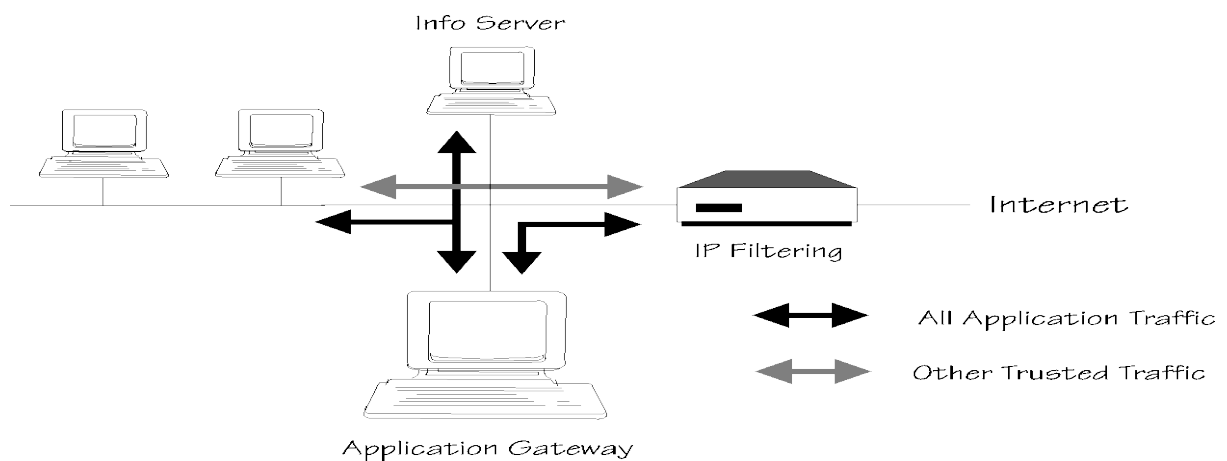 Info Server
Internet
IP Filtering
All Application Traffic
Other Trusted Traffic
Application Gateway